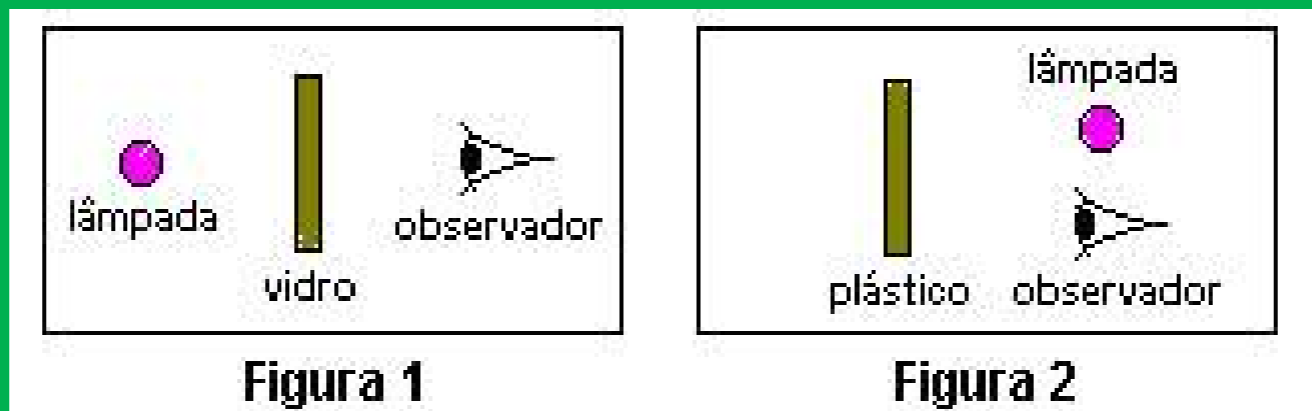 lâmpada
vidro
observador
Figura 1
lâmpada
plástico
observador
Figura 2